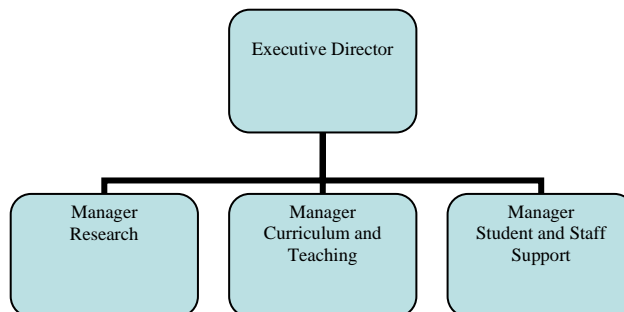 Executive Director
Manager
Research
Manager
Curriculum and
Teaching
Manager
Student and Staff
Support